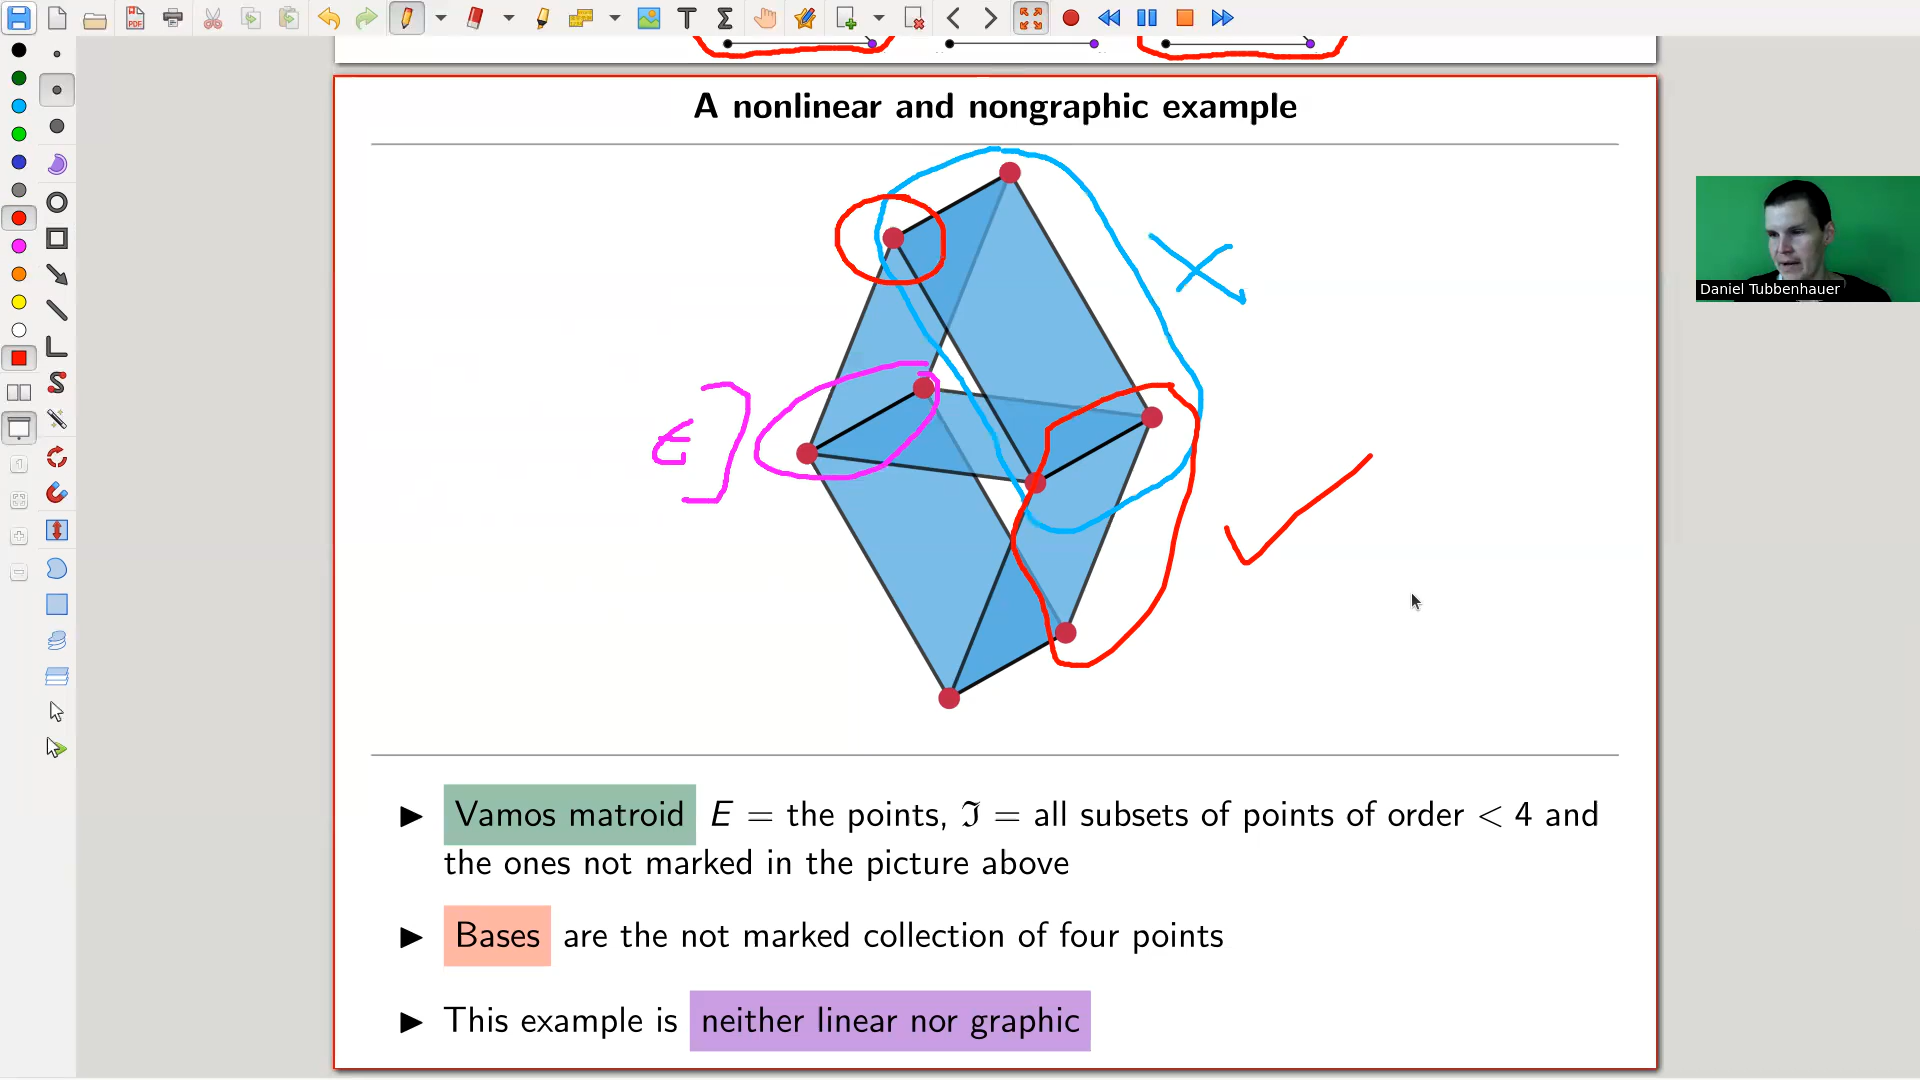 A nonlinear and nongraphic example
Daniel Tubbenhauer
▶ Vamos matroid E = the points, ℑ = all subsets of points of order < 4 and
the ones not marked in the picture above
▶ Bases are the not marked collection of four points
▶ This example is neither linear nor graphic